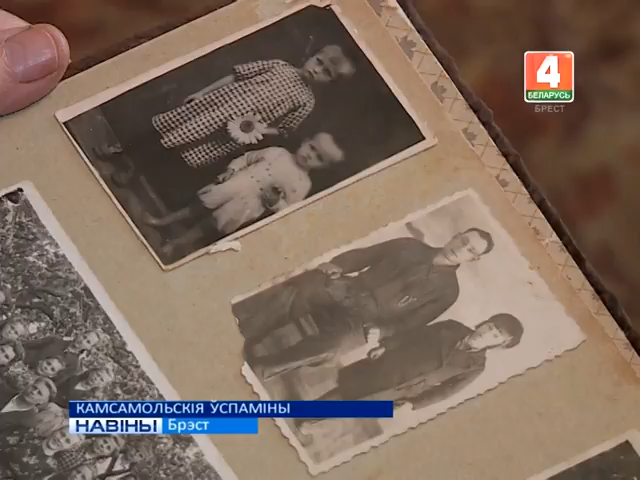 4
БЕЛАРУСЬ
БРЕСТ
КАМСАМОЛЬСКІЯ ЎСПАМІНЫ
НАВІНЫ Брэст